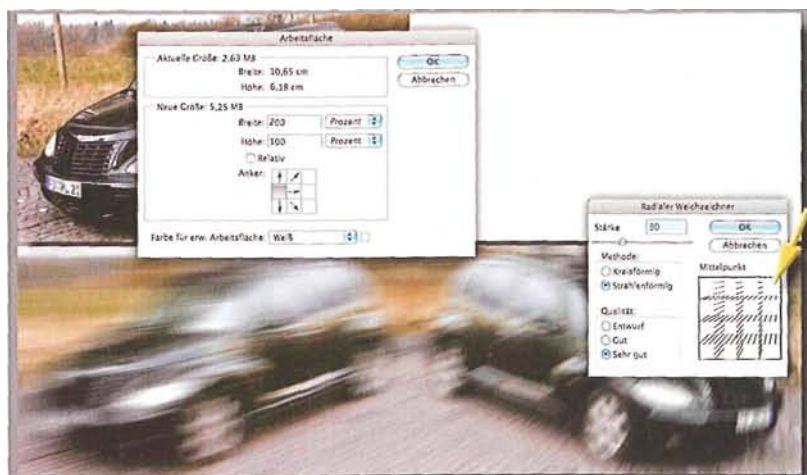 Arbeitsfläche
Aktuelle Größe: 2,63 MB
Breite: 10,65 cm
Höhe: 6,18 cm
OK
Abbrechen
Neue Größe: 5,25 MB
Breite: 200 Prozent
Höhe: 100 Prozent
Relativ
Anker:
Farbe für erw. Arbeitsfläche: Weiß
Radialer Weichzeichner
Stärke 30
OK
Abbrechen
Methode:
Kreisförmig
Strahlenförmig
Mittelpunkt
Qualität:
Entwurf
Gut
Sehr gut